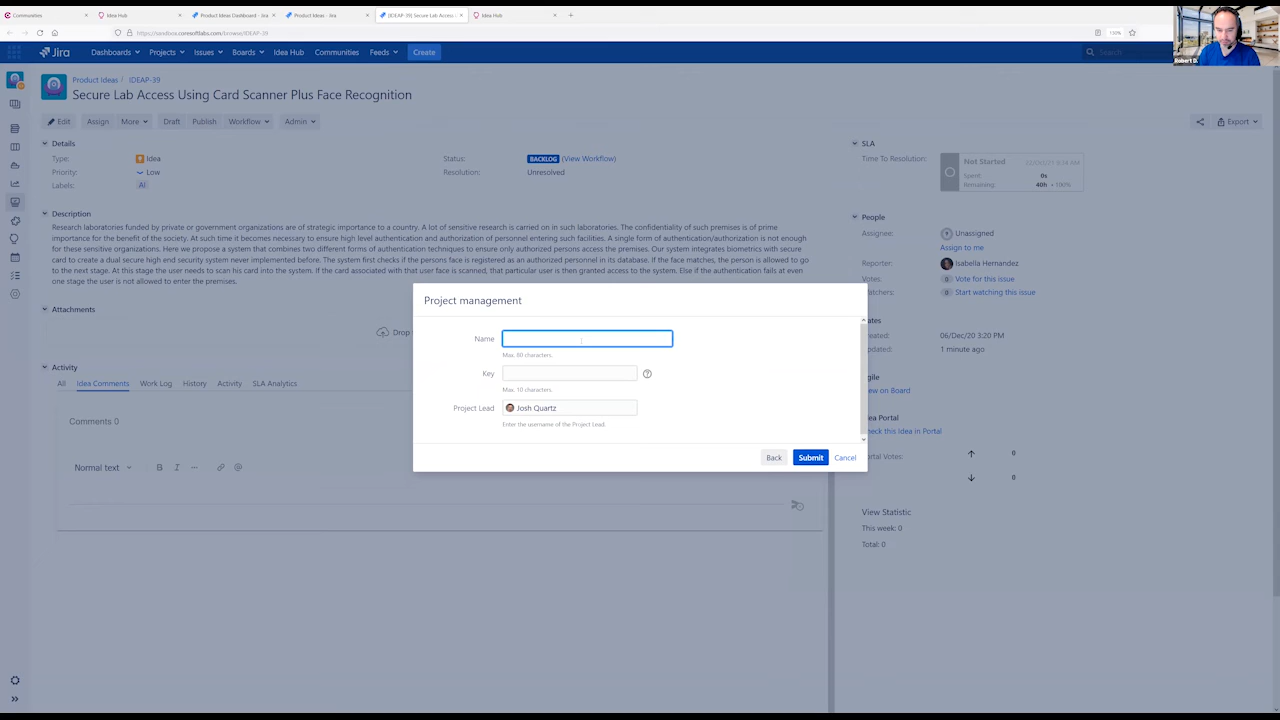 Communities
Idea Hub
Product Ideas Dashboard - Jira
Product Ideas - Jira
[IDEAP-39] Secure Lab Access
Idea Hub
https://sandbox.coresoftlabs.com/browse/IDEAP-39
130%
Jira
Dashboards
Projects
Issues
Boards
Idea Hub
Communities
Feeds
Create
Search
Robert D.
Product Ideas / IDEAP-39
Secure Lab Access Using Card Scanner Plus Face Recognition
Edit
Assign
More
Draft
Publish
Workflow
Admin
Export
Details
Type: Idea
Priority: Low
Labels: AI
Status: BACKLOG (View Workflow)
Resolution: Unresolved
SLA
Time To Resolution:
Not Started
Spent: 0s
Remaining: 40h • 100%
Description
Research laboratories funded by private or government organizations are of strategic importance to a country. A lot of sensitive research is carried on in such laboratories. The confidentiality of such premises is of prime
importance for the benefit of the society. At such time it becomes necessary to ensure high level authentication and authorization of personnel entering such facilities. A single form of authentication/authorization is not enough
for these sensitive organizations. Here we propose a system that combines two different forms of authentication techniques to ensure only authorized persons access the premises. Our system integrates biometrics with secure
card to create a dual secure high end security system never implemented before. The system first checks if the persons face is registered as an authorized personnel in its database. If the face matches, the person is allowed to go
to the next stage. At this stage the user needs to scan his card into the system. If the card associated with that user face is scanned, that particular user is then granted access to the system. Else if the authentication fails at even
one stage the user is not allowed to enter the premises.
People
Assignee: Unassigned
Assign to me
Reporter: Isabella Hernandez
Votes: 0 Vote for this issue
atchers: 0 Start watching this issue
Attachments
Drop
Activity
All
Idea Comments
Work Log
History
Activity
SLA Analytics
Comments 0
Normal text
B
I
Project management
Name
Max. 80 characters.
Key
Max. 10 characters.
Project Lead
Josh Quartz
Enter the username of the Project Lead.
Back
Submit
Cancel
ates
reated: 06/Dec/20 3:20 PM
pdated: 1 minute ago
gile
iew on Board
dea Portal
heck this Idea in Portal
ortal Votes:
0
0
View Statistic
This week: 0
Total: 0